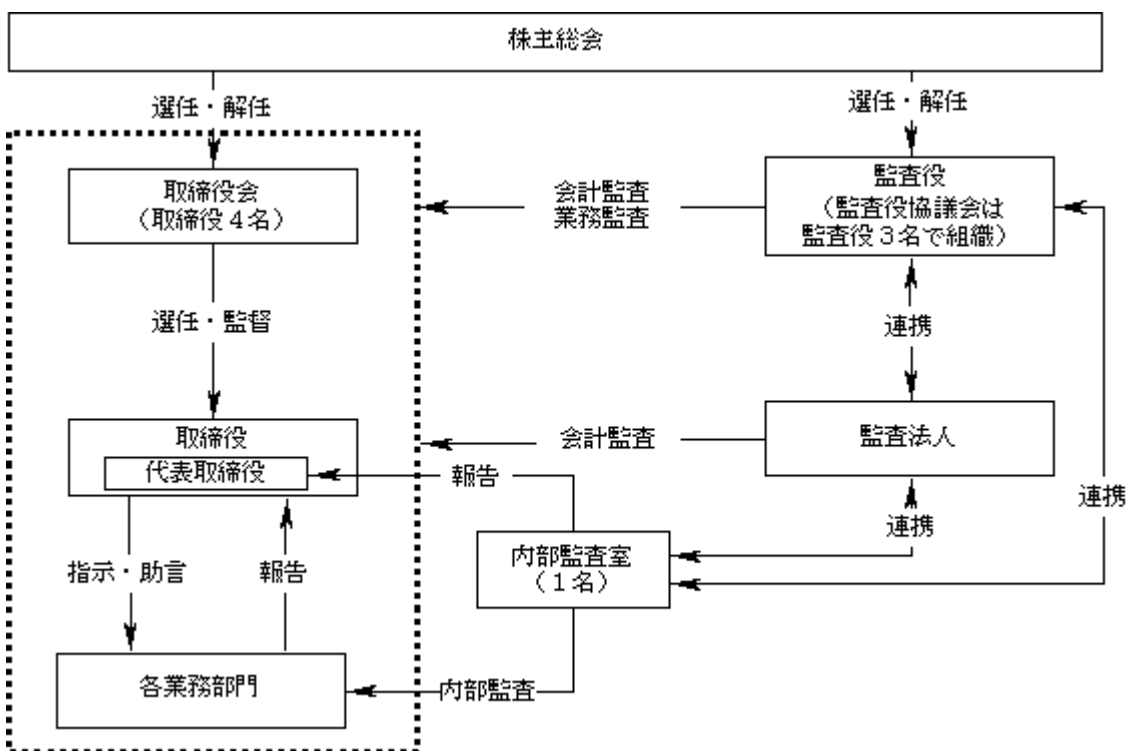 株主総会
選任・解任
選任・解任
取締役会
（取締役４名）
会計監査
業務監査
監査役
（監査役協議会は
監査役３名で組織）
選任・監督
連携
取締役
代表取締役
会計監査
監査法人
報告
連携
連携
内部監査室
（１名）
指示・助言
報告
各業務部門
内部監査